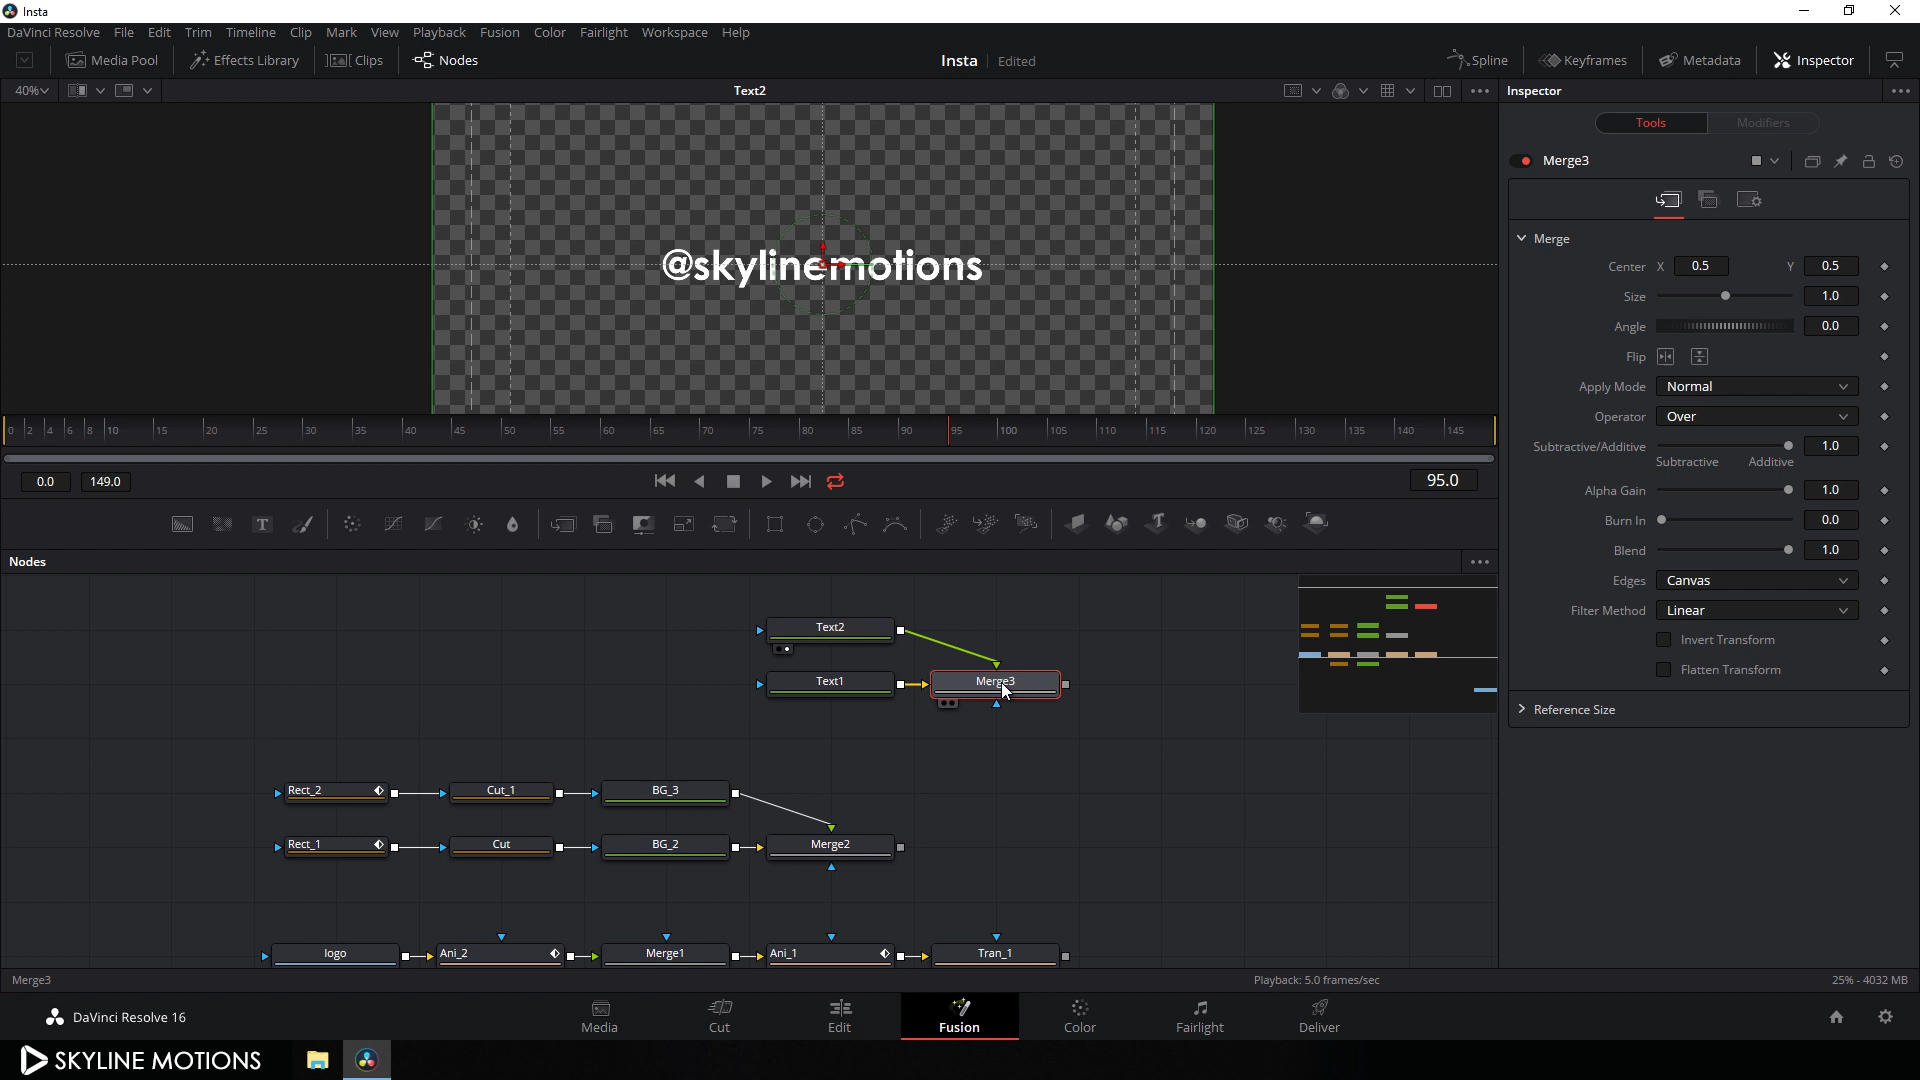 Insta
DaVinci Resolve File Edit Trim Timeline Clip Mark View Playback Fusion Color Fairlight Workspace Help
Media Pool Effects Library Clips Nodes Insta Edited Spline Keyframes Metadata Inspector
40% Text2 Inspector
Tools Modifiers
Merge3
@skylinemotions
Merge
Center X 0.5 Y 0.5
Size 1.0
Angle 0.0
Flip
Apply Mode Normal
Operator Over
Subtractive/Additive 1.0
Subtractive Additive
Alpha Gain 1.0
Burn In 0.0
Blend 1.0
Edges Canvas
Filter Method Linear
Invert Transform
Flatten Transform
Reference Size
0 2 4 6 8 10 15 20 25 30 35 40 45 50 55 60 65 70 75 80 85 90 95 100 105 110 115 120 125 130 135 140 145
0.0 149.0 95.0
T T
Nodes
Text2
Text1 Merge3
Rect_2 Cut_1 BG_3
Rect_1 Cut BG_2 Merge2
logo Ani_2 Merge1 Ani_1 Tran_1
Merge3 Playback: 5.0 frames/sec 25% - 4032 MB
DaVinci Resolve 16 Media Cut Edit Fusion Color Fairlight Deliver
SKYLINE MOTIONS